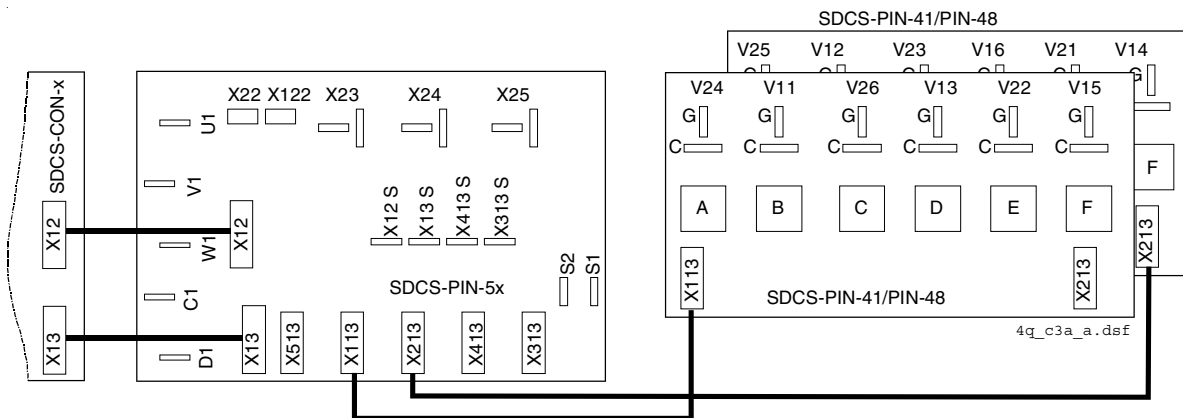 SDCS-PIN-41/PIN-48
V25 V12 V23 V16 V21 V14
G
G
F
X213
SDCS-CON-x
X12
X13
U1
V1
W1
C1
D1
X22 X122 X23 X24 X25
X12
X12 S X13 S X413 S X313 S
S2 S1
SDCS-PIN-5x
X13 X513 X113 X213 X413 X313
V24 V11 V26 V13 V22 V15
G G G G G G
C C C C C C
A B C D E F
X113 X213
SDCS-PIN-41/PIN-48
4q_c3a_a.dsf